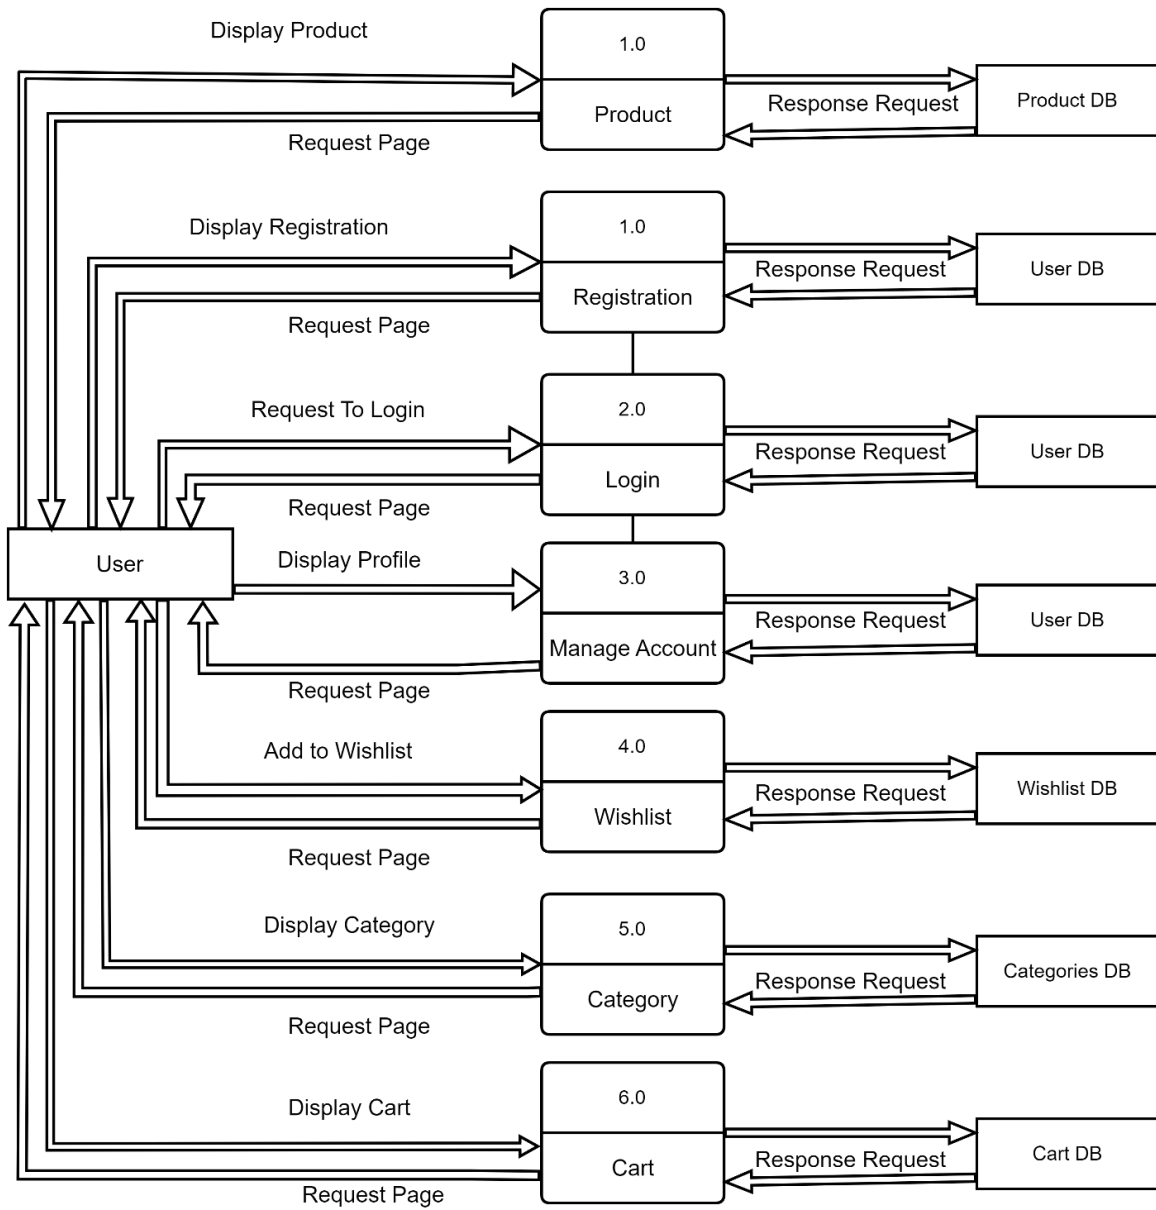 Display Product
1.0
Product
Response Request
Product DB
Request Page
Display Registration
1.0
Registration
Response Request
User DB
Request Page
Request To Login
2.0
Login
Response Request
User DB
Request Page
User
Display Profile
3.0
Manage Account
Response Request
User DB
Request Page
Add to Wishlist
4.0
Wishlist
Response Request
Wishlist DB
Request Page
Display Category
5.0
Category
Response Request
Categories DB
Request Page
Display Cart
6.0
Cart
Response Request
Cart DB
Request Page